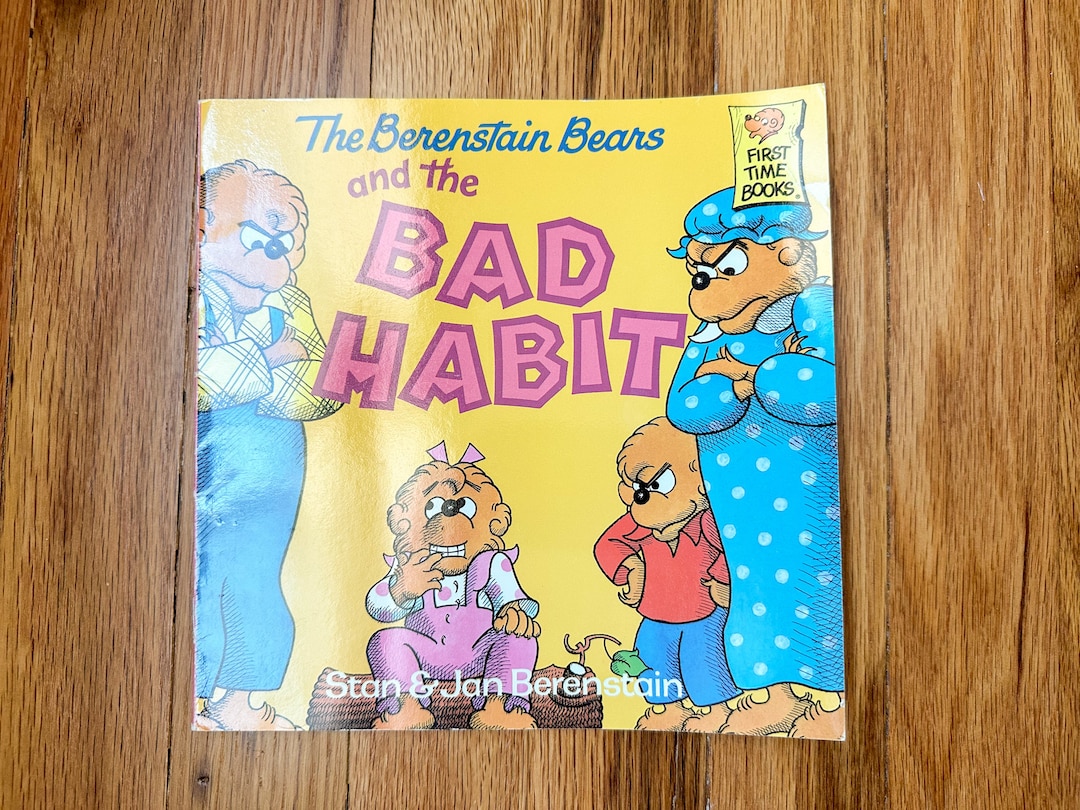 The Berenstain Bears
and the
BAD
HABIT
FIRST
TIME
BOOKS®
Stan & Jan Berenstain